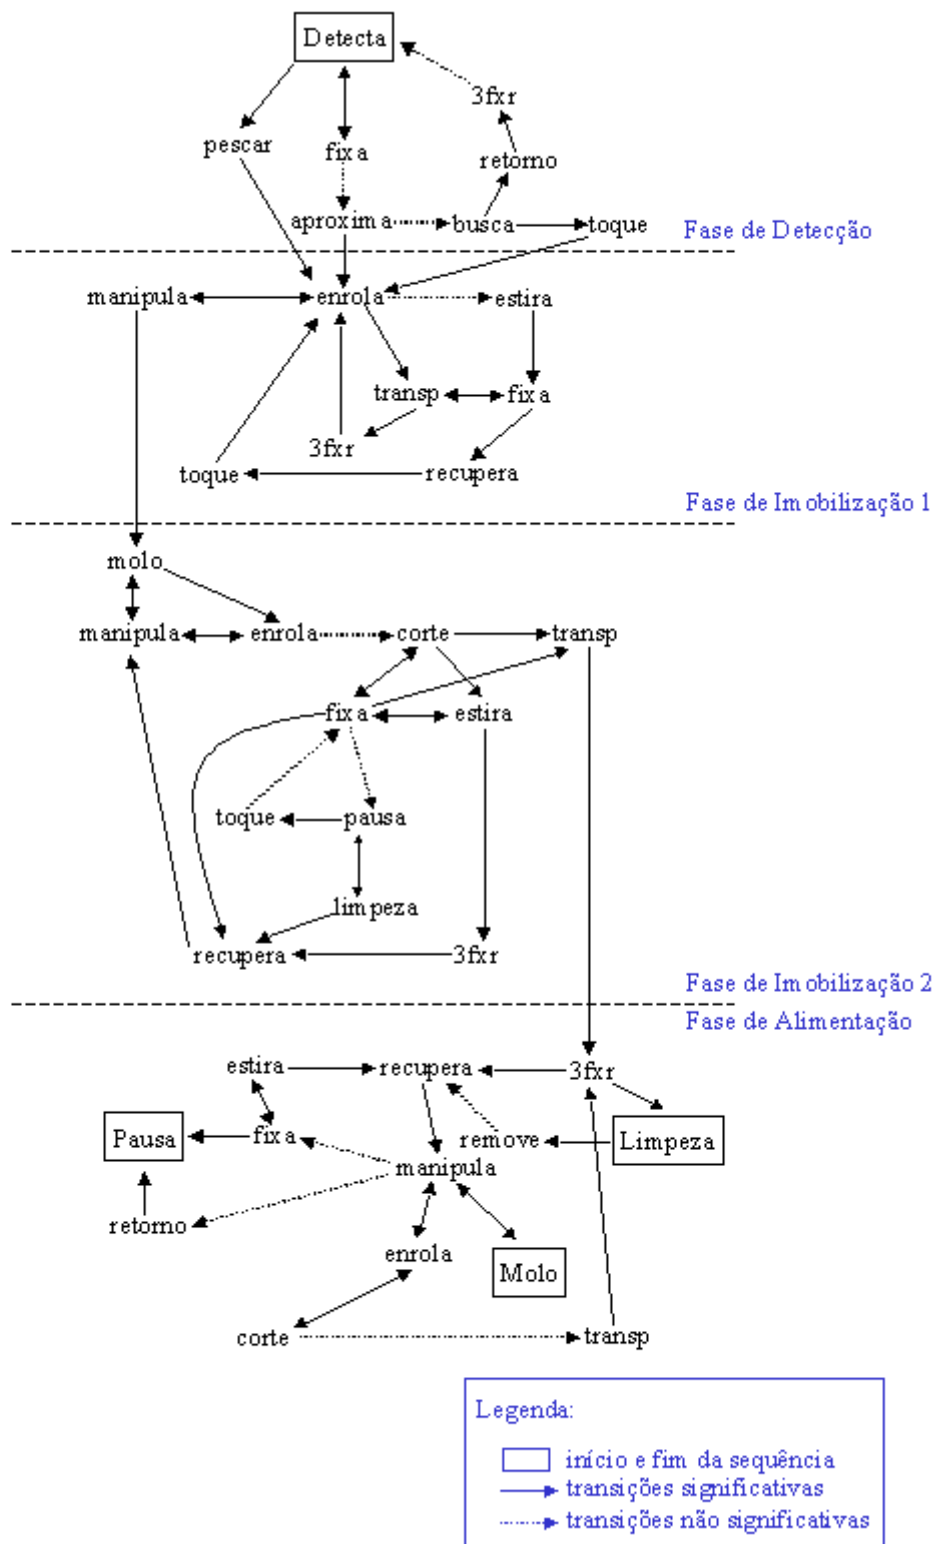 Detecta
3fxr
pescar
fixa
retorno
aproxima
busca
toque
Fase de Detecção
manipula
enrola
estira
transp
fixa
3fxr
toque
recupera
Fase de Imobilização 1
molo
manipula
enrola
corte
transp
fixa
estira
toque
pausa
limpeza
recupera
3fxr
Fase de Imobilização 2
Fase de Alimentação
estira
recupera
3fxr
Pausa
fixa
remove
Limpeza
manipula
retorno
enrola
Molo
corte
transp
Legenda:
início e fim da sequência
transições significativas
transições não significativas